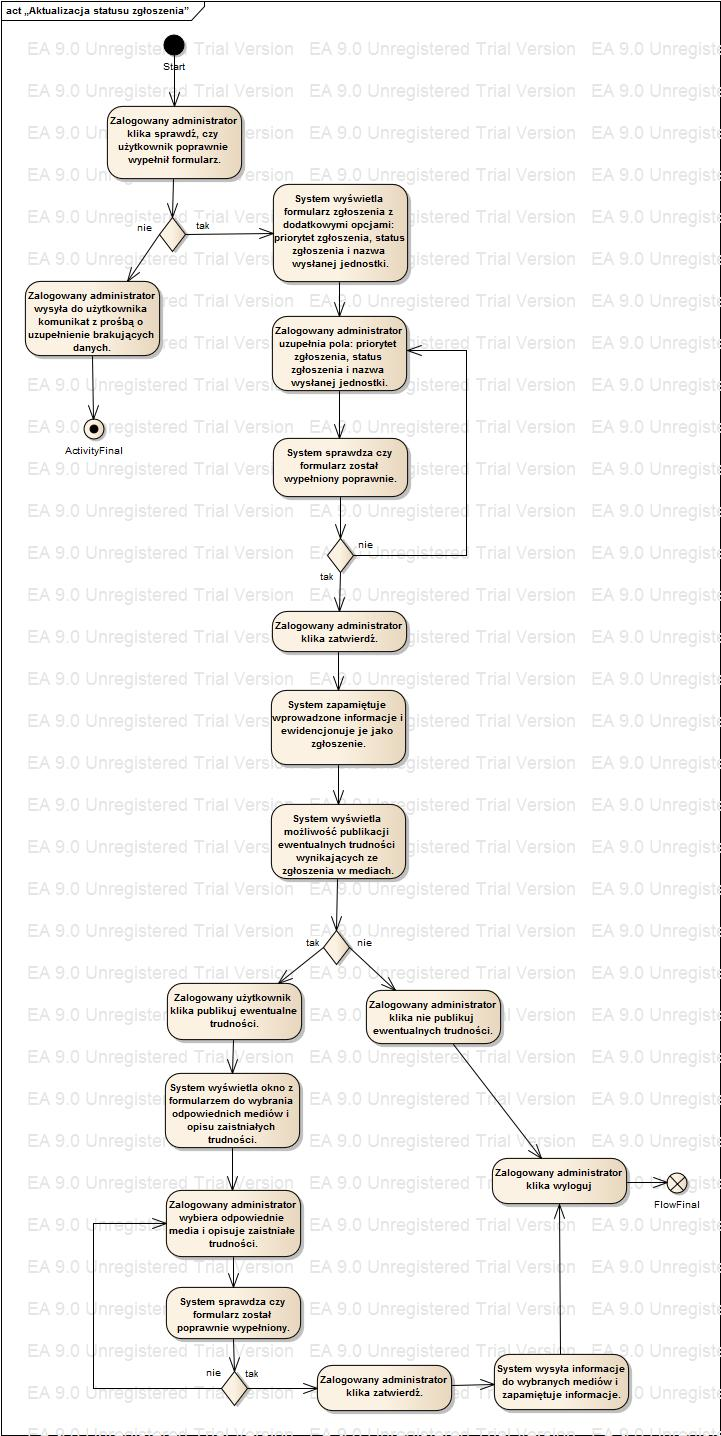 act „Aktualizacja statusu zgłoszenia”
Start
Zalogowany administrator
klika sprawdź, czy
użytkownik poprawnie
wypełnił formularz.
nie
tak
System wyświetla
formularz zgłoszenia z
dodatkowymi opcjami:
priorytet zgłoszenia, status
zgłoszenia i nazwa
wysłanej jednostki.
Zalogowany administrator
wysyła do użytkownika
komunikat z prośbą o
uzupełnienie brakujących
danych.
ActivityFinal
Zalogowany administrator
uzupełnia pola: priorytet
zgłoszenia, status
zgłoszenia i nazwa
wysłanej jednostki.
System sprawdza czy
formularz został
wypełniony poprawnie.
nie
tak
Zalogowany administrator
klika zatwierdź.
System zapamiętuje
wprowadzone informacje i
ewidencjonuje je jako
zgłoszenie.
System wyświetla
możliwość publikacji
ewentualnych trudności
wynikających ze
zgłoszenia w mediach.
tak
nie
Zalogowany użytkownik
klika publikuj ewentualne
trudności.
Zalogowany administrator
klika nie publikuj
ewentualnych trudności.
System wyświetla okno z
formularzem do wybrania
odpowiednich mediów i
opisu zaistniałych
trudności.
Zalogowany administrator
klika wyloguj
FlowFinal
Zalogowany administrator
wybiera odpowiednie
media i opisuje zaistniałe
trudności.
System sprawdza czy
formularz został
poprawnie wypełniony.
nie
tak
Zalogowany administrator
klika zatwierdź.
System wysyła informacje
do wybranych mediów i
zapamiętuje informacje.
EA 9.0 Unregistered Trial Version